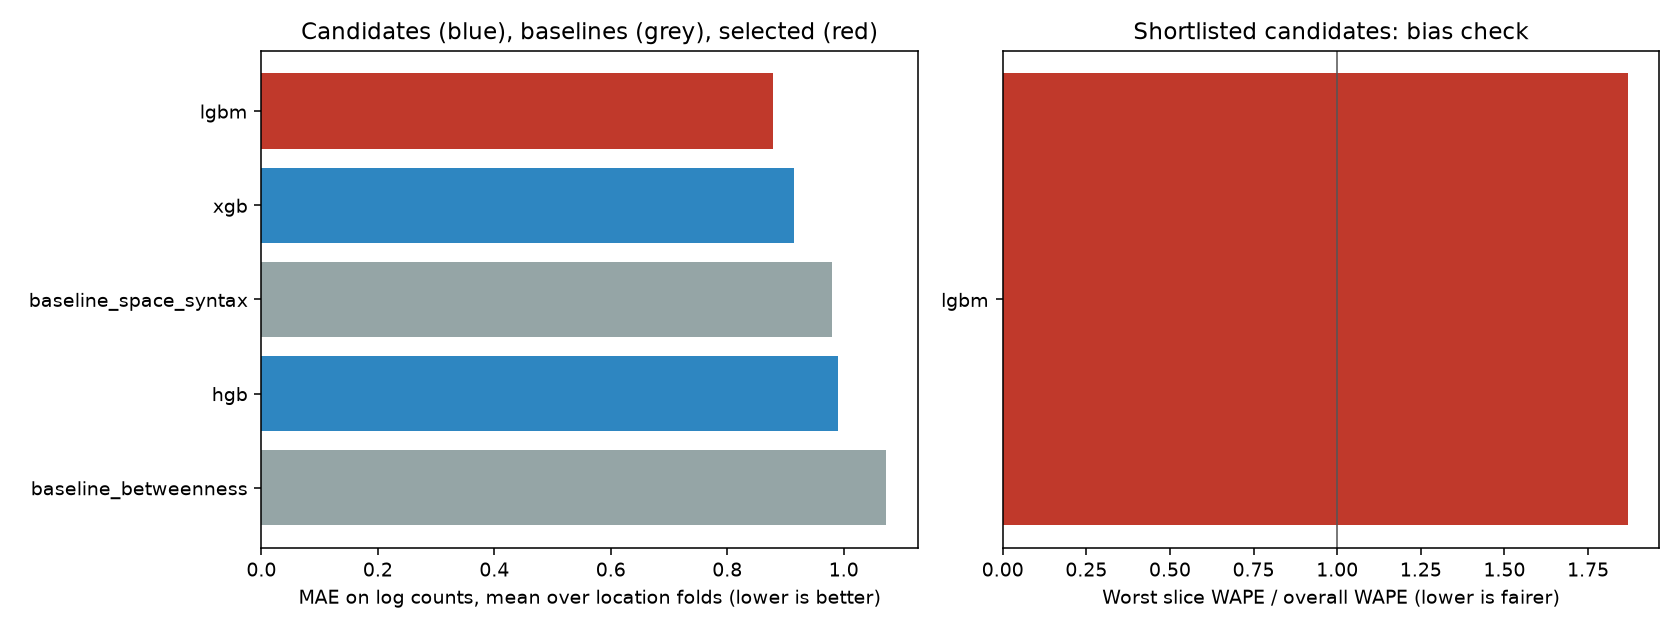 Candidates (blue), baselines (grey), selected (red)
lgbm
xgb
baseline_space_syntax
hgb
baseline_betweenness
0.0 0.2 0.4 0.6 0.8 1.0
MAE on log counts, mean over location folds (lower is better)
Shortlisted candidates: bias check
lgbm
0.00 0.25 0.50 0.75 1.00 1.25 1.50 1.75
Worst slice WAPE / overall WAPE (lower is fairer)